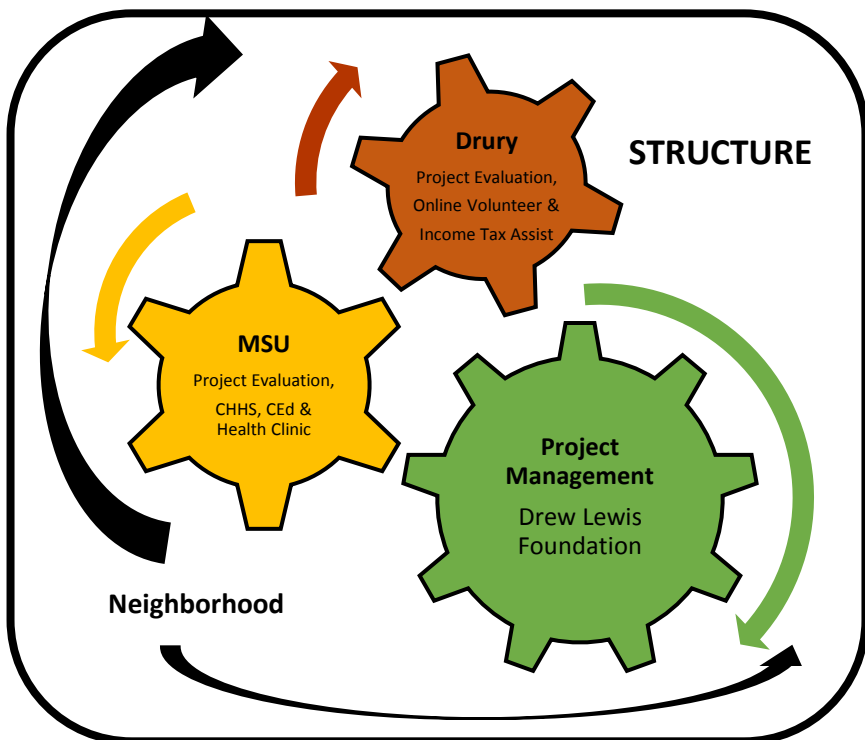 Drury
Project Evaluation,
Online Volunteer &
Income Tax Assist
STRUCTURE
MSU
Project Evaluation,
CHHS, CEd &
Health Clinic
Project
Management
Drew Lewis
Foundation
Neighborhood